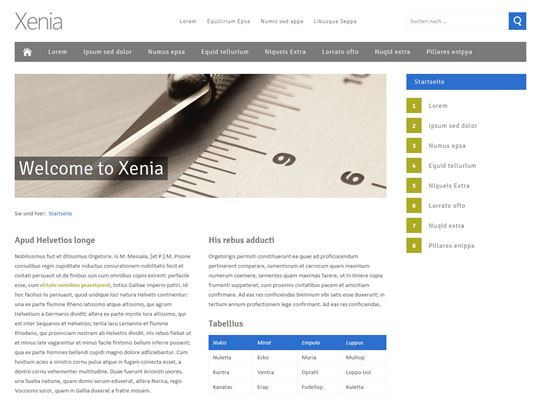 Xenia
Lorem Equilirium Epsa Numis sed appa Libusque Seppa
Suchen nach ...
Lorem Ipsum sed dolor Numus epsa Equid tellurium Niqueis Extra Lorrato ofto Nuqid extra Pillares enippa
Welcome to Xenia
9
6
Startseite
1 Lorem
2 Ipsum sed dolor
3 Numus epsa
4 Equid tellurium
5 Niqueis Extra
6 Lorrato ofto
7 Nuqid extra
8 Pillares enippa
Sie sind hier: Startseite
Apud Helvetios longe
Nobilissimus fuit et ditissimus Orgetorix. Is M. Messala, [et P.] M. Pisone
consulibus regni cupiditate inductus coniurationem nobilitatis fecit et
civitati persuasit ut de finibus suis cum omnibus copiis exirent: perfacile
esse, cum virtute omnibus praestarent, totius Galliae imperio potiri. Id
hoc facilius iis persuasit, quod undique loci natura Helvetii continentur:
una ex parte flumine Rheno latissimo atque altissimo, qui agrum
Helvetium a Germanis dividit; altera ex parte monte Iura altissimo, qui
est inter Sequanos et Helvetios; tertia lacu Lemanno et flumine
Rhodano, qui provinciam nostram ab Helvetiis dividit. His rebus fiebat ut
et minus late vagarentur et minus facile finitimis bellum inferre possent;
qua ex parte homines bellandi cupidi magno dolore adficiebantur. Cum
hostium acies a sinistro cornu pulsa atque in fugam coniecta esset, a
dextro cornu vehementer multitudine. Duae fuerunt Ariovisti uxores,
una Sueba natione, quam domo secum eduxerat, altera Norica, regis
Voccionis soror, quam in Gallia duxerat a fratre missam.
His rebus adducti
Orgetorigis permoti constituerunt ea quae ad proficiscendum
pertinerent comparare, iumentorum et carrorum quam maximum
numerum coemere, sementes quam maximas facere, ut in itinere copia
frumenti suppeteret, cum proximis civitatibus pacem et amicitiam
confirmare. Ad eas res conficiendas biennium sibi satis esse duxerunt; in
tertium annum profectionem lege confirmant. Ad eas res conficiendas.
Tabellius
Nukis Mirat Empolo Luppus
Nuletta Ecko Muria Mulliop
Kuntra Ventra Oprahl Loppo Uol
Kanatas Erap Fudellop Kuletta